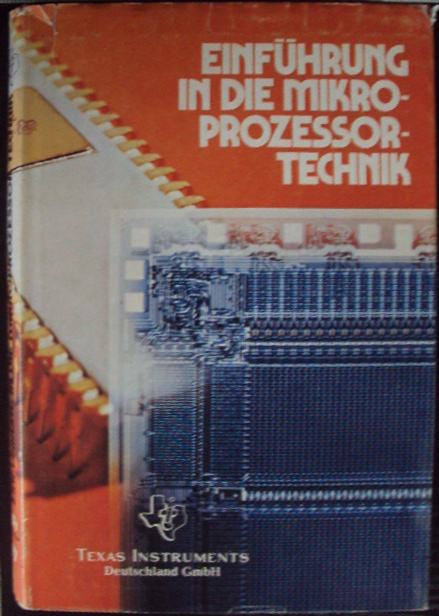 EINFÜHRUNG
IN DIE MIKRO-
PROZESSOR-
TECHNIK
TEXAS INSTRUMENTS
Deutschland GmbH